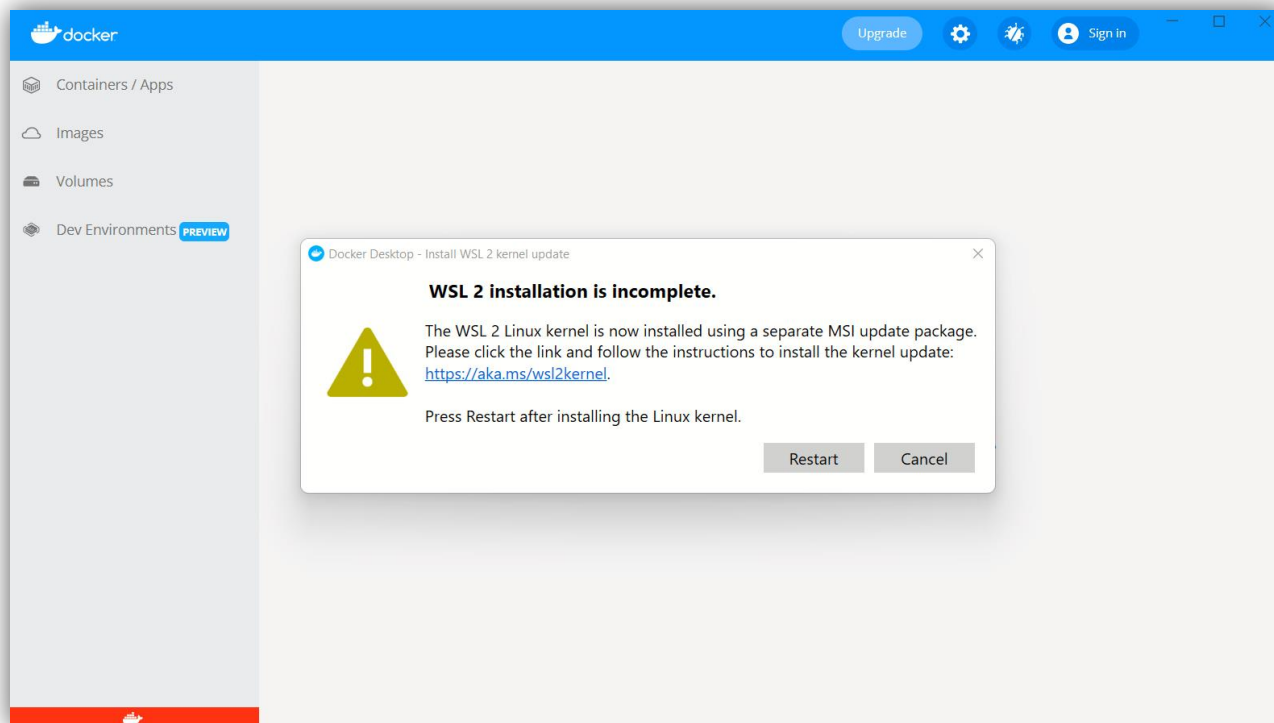 docker
Upgrade
Sign in
Containers / Apps
Images
Volumes
Dev Environments PREVIEW
Docker Desktop - Install WSL 2 kernel update
WSL 2 installation is incomplete.
The WSL 2 Linux kernel is now installed using a separate MSI update package.
Please click the link and follow the instructions to install the kernel update:
https://aka.ms/wsl2kernel.
Press Restart after installing the Linux kernel.
Restart
Cancel